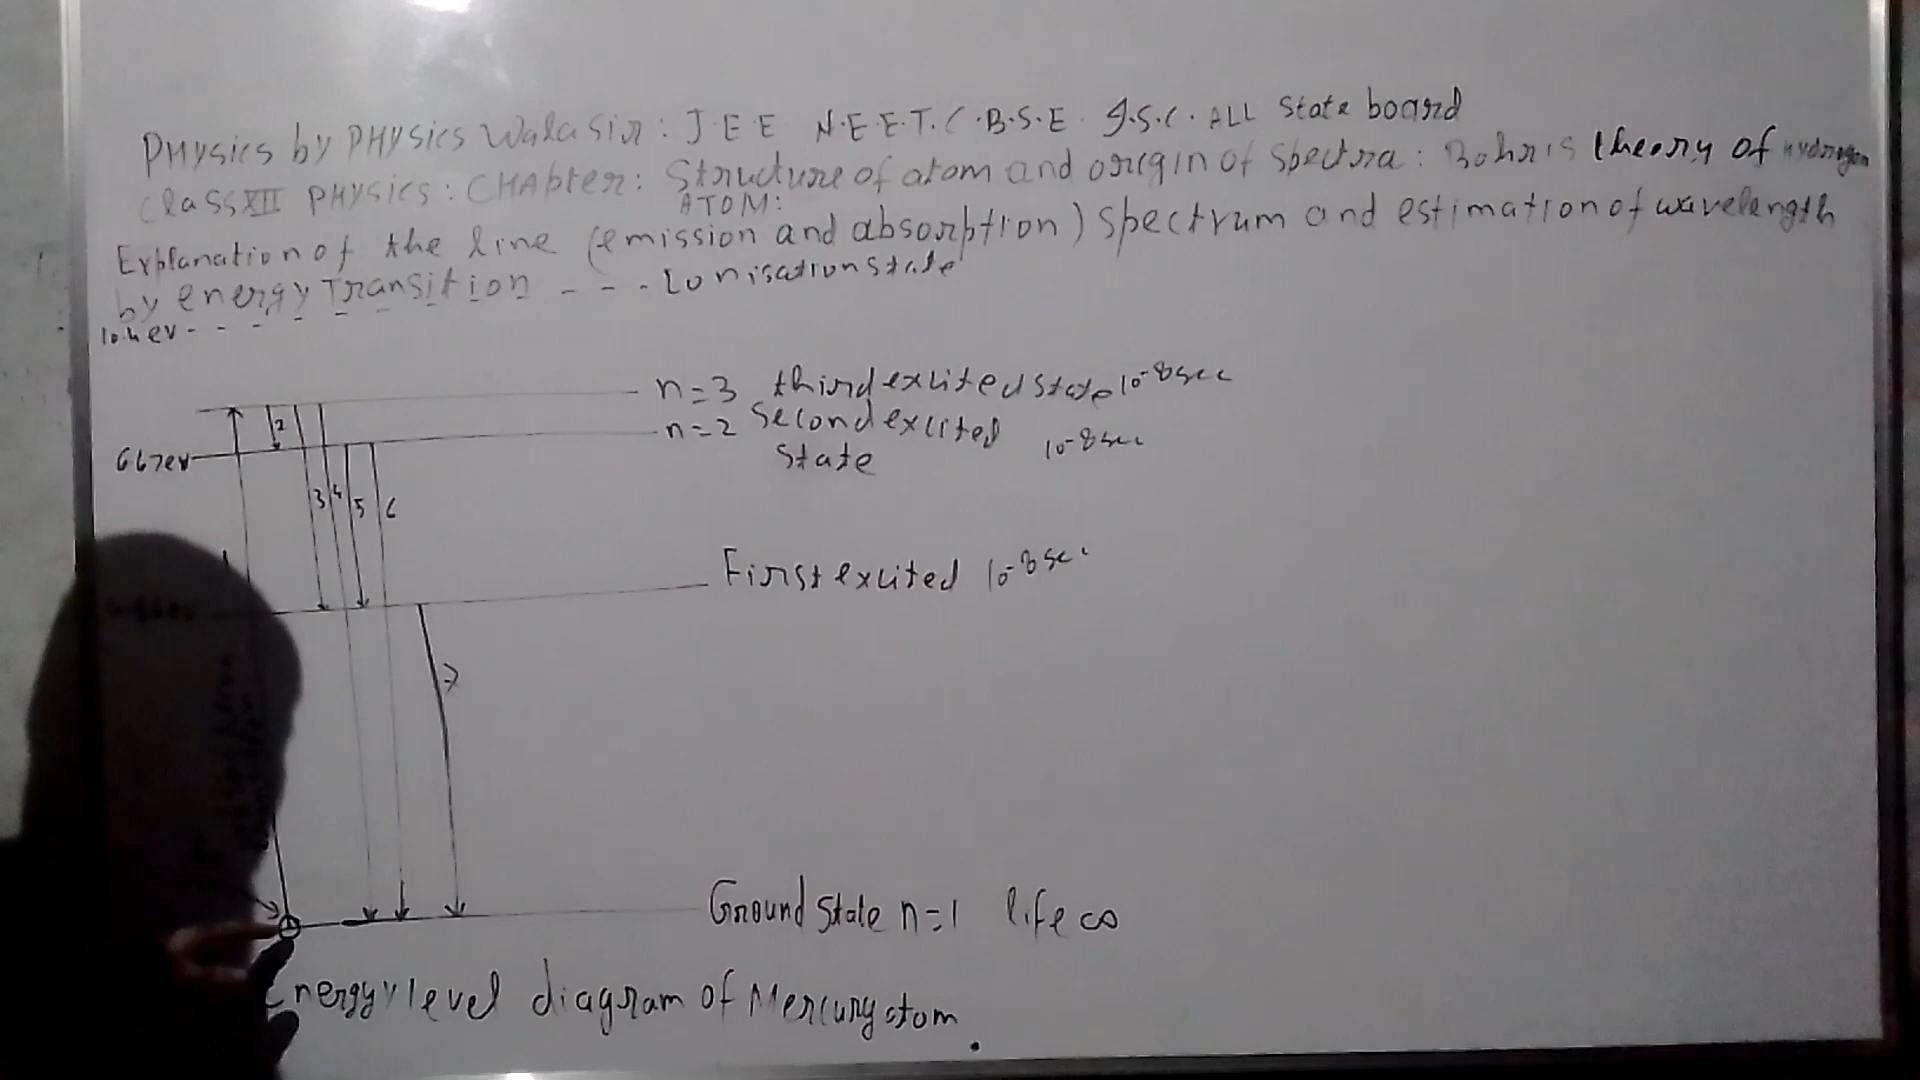 Physics by PHYsics Wala Sir: J.E.E N.E.E.T. C.B.S.E. I.S.C. ALL State board
Class XII PHYSICS: CHApter: Structure of atom and origin of spectra: Bohr's theory of hydrogen
ATOM:
Explanation of the line (emission and absorption) spectrum and estimation of wavelength
by energy Transition - - - . Ionisation state
10.4 ev - - - - - - - - -
n=3 third excited state 10-8 sec
n=2 Second excited 10-8 sec
State
667ev
2
3 4 5 6
First excited 10-8 sec.
7
Ground State n=1 life ∞
Energy level diagram of Mercury atom.